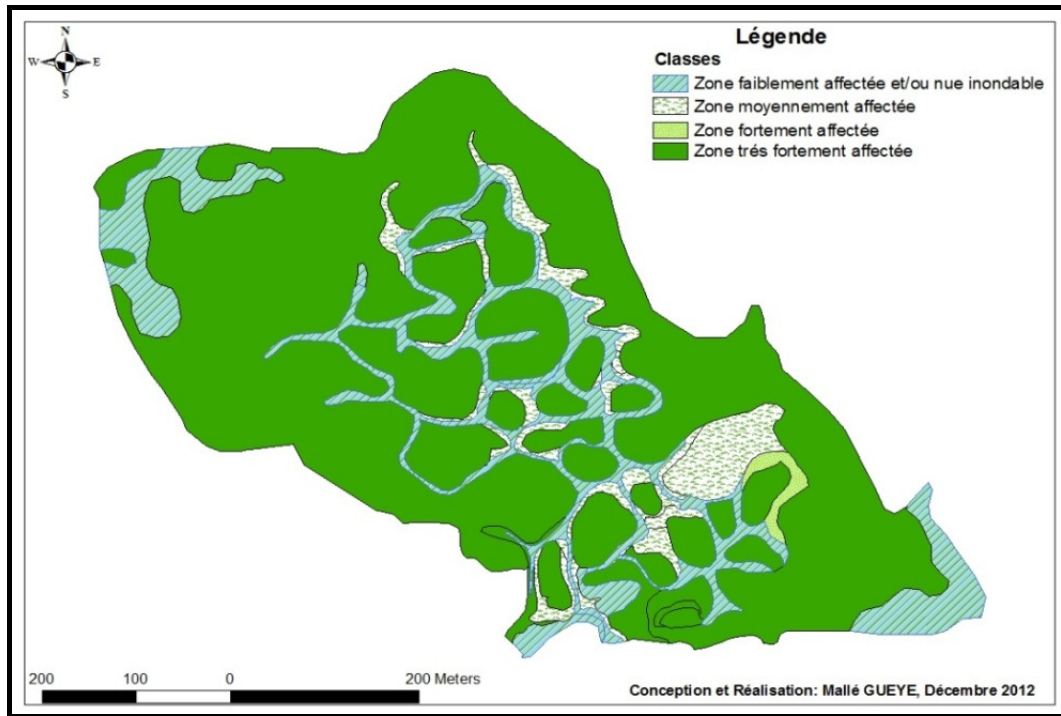 N
W E
S
Légende
Classes
Zone faiblement affectée et/ou nue inondable
Zone moyennement affectée
Zone fortement affectée
Zone trés fortement affectée
200 100 0 200 Meters
Conception et Réalisation: Mallé GUEYE, Décembre 2012